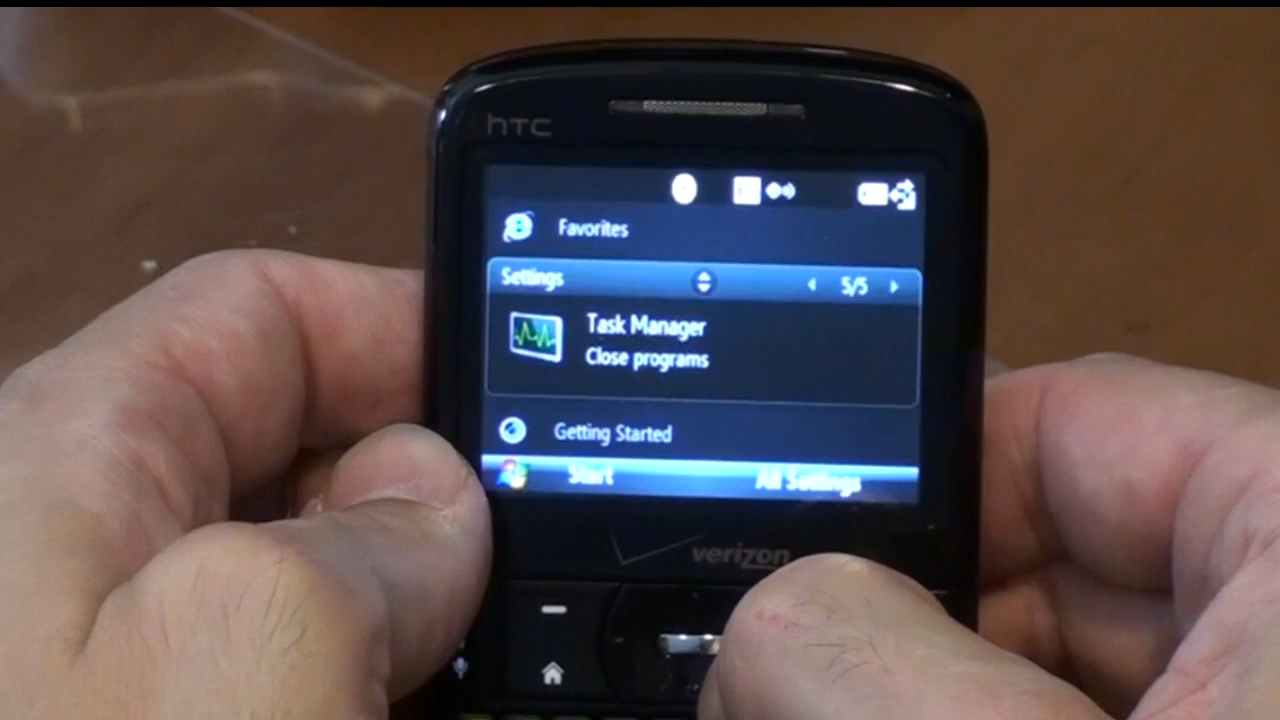 hTC
Favorites
Settings 5/5
Task Manager
Close programs
Getting Started
Start All Settings
verizon